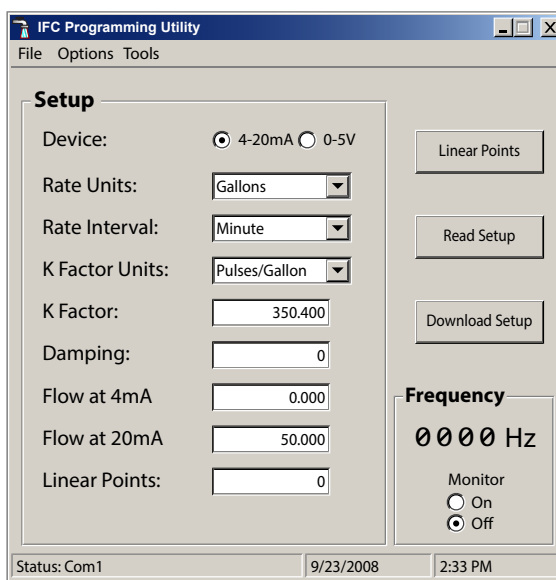 IFC Programming Utility
File Options Tools
Setup
Device: 4-20mA 0-5V
Rate Units: Gallons
Rate Interval: Minute
K Factor Units: Pulses/Gallon
K Factor: 350.400
Damping: 0
Flow at 4mA 0.000
Flow at 20mA 50.000
Linear Points: 0
Linear Points
Read Setup
Download Setup
Frequency
0000 Hz
Monitor
On
Off
Status: Com1 9/23/2008 2:33 PM